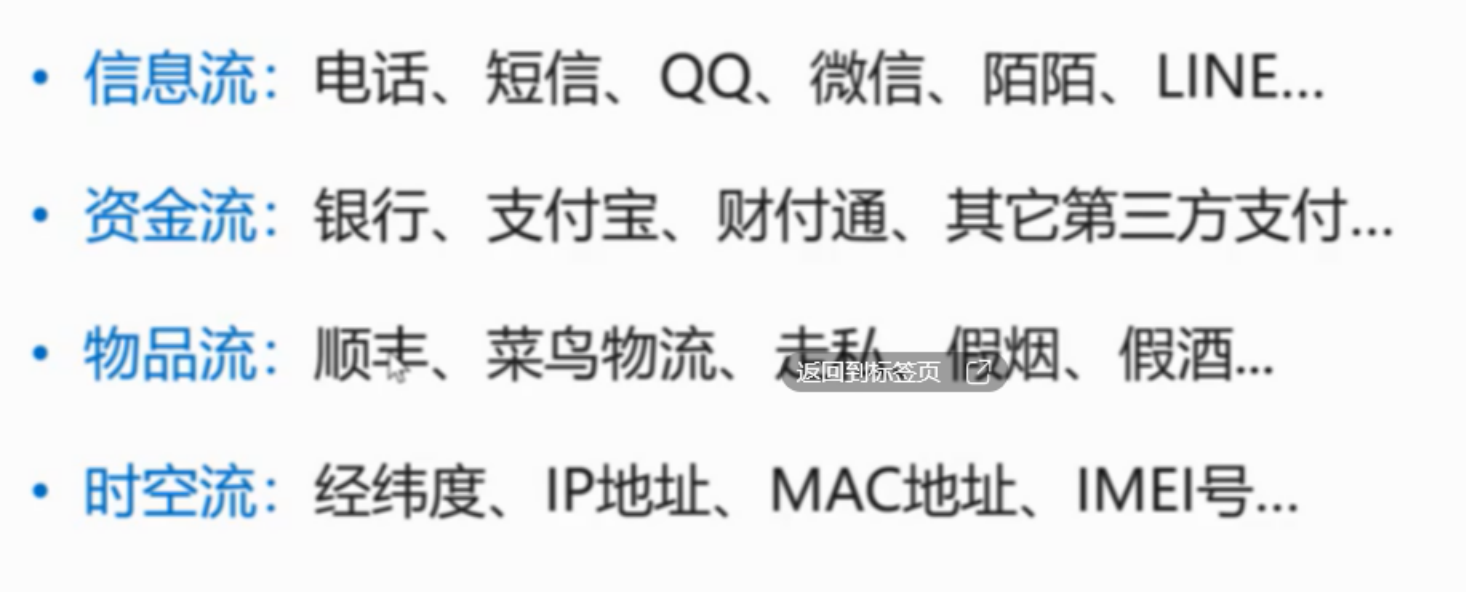 • 信息流：电话、短信、QQ、微信、陌陌、LINE...
• 资金流：银行、支付宝、财付通、其它第三方支付...
• 物品流：顺丰、菜鸟物流、走私、假烟、假酒...
返回到标签页
• 时空流：经纬度、IP地址、MAC地址、IMEI号...